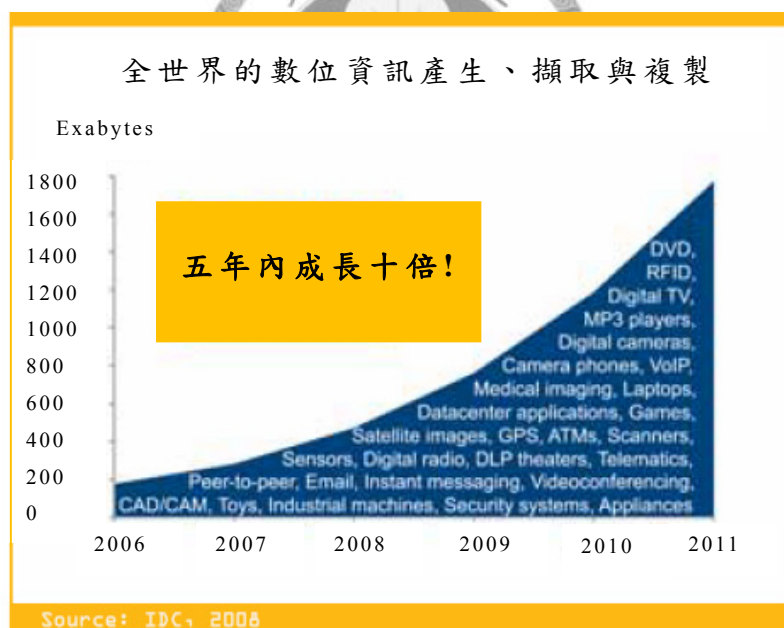 全世界的數位資訊產生、擷取與複製
Exabytes
1800
1600
1400
1200
1000
800
600
400
200
0
五年內成長十倍!
DVD,
RFID,
Digital TV,
MP3 players,
Digital cameras,
Camera phones, VoIP,
Medical imaging, Laptops,
Datacenter applications, Games,
Satellite images, GPS, ATMs, Scanners,
Sensors, Digital radio, DLP theaters, Telematics,
Peer-to-peer, Email, Instant messaging, Videoconferencing,
CAD/CAM, Toys, Industrial machines, Security systems, Appliances
2006 2007 2008 2009 2010 2011
Source: IDC, 2008